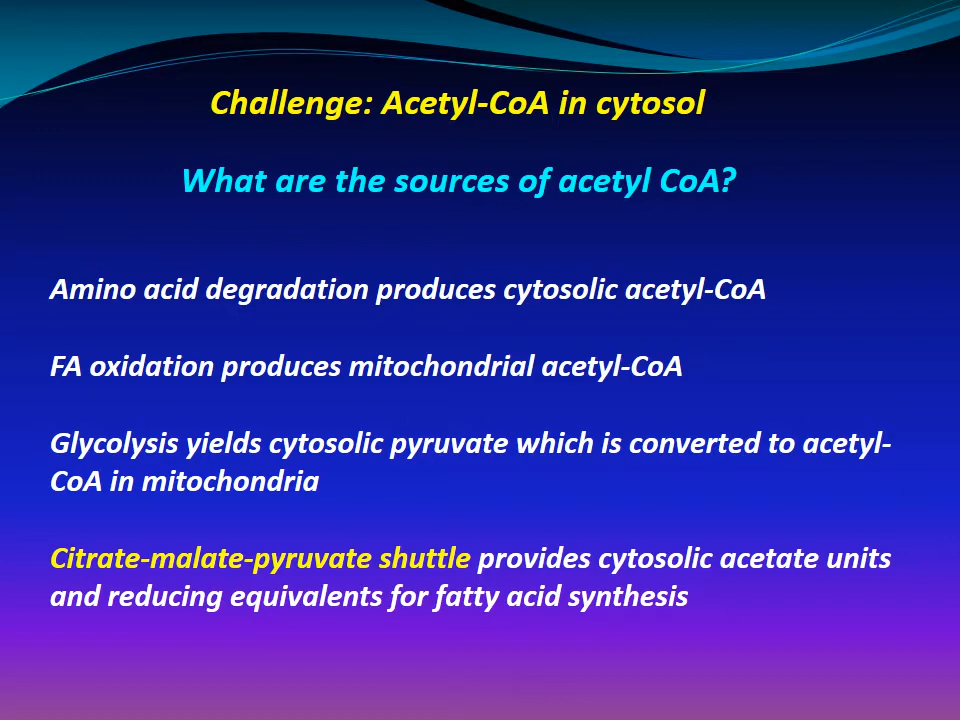 Challenge: Acetyl-CoA in cytosol
What are the sources of acetyl CoA?
Amino acid degradation produces cytosolic acetyl-CoA
FA oxidation produces mitochondrial acetyl-CoA
Glycolysis yields cytosolic pyruvate which is converted to acetyl-
CoA in mitochondria
Citrate-malate-pyruvate shuttle provides cytosolic acetate units
and reducing equivalents for fatty acid synthesis